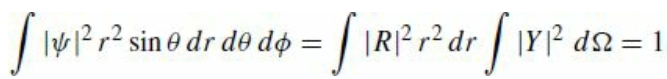 ∫ |ψ|² r² sin θ dr dθ dϕ = ∫ |R|² r² dr ∫ |Y|² dΩ = 1